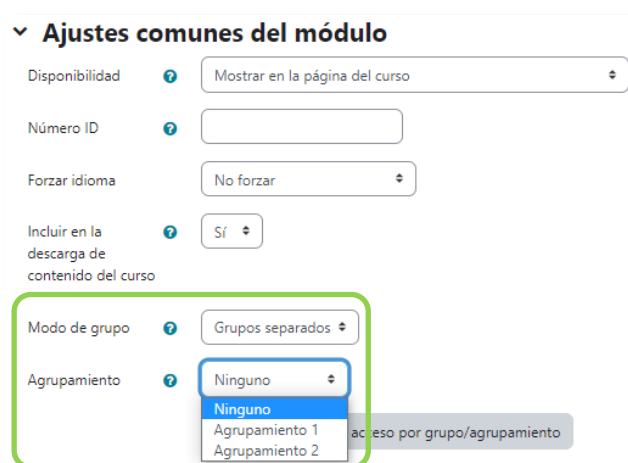 Ajustes comunes del módulo
Disponibilidad ? Mostrar en la página del curso
Número ID ?
Forzar idioma No forzar
Incluir en la ? Sí
descarga de
contenido del curso
Modo de grupo ? Grupos separados
Agrupamiento ? Ninguno
Ninguno
Agrupamiento 1 acceso por grupo/agrupamiento
Agrupamiento 2